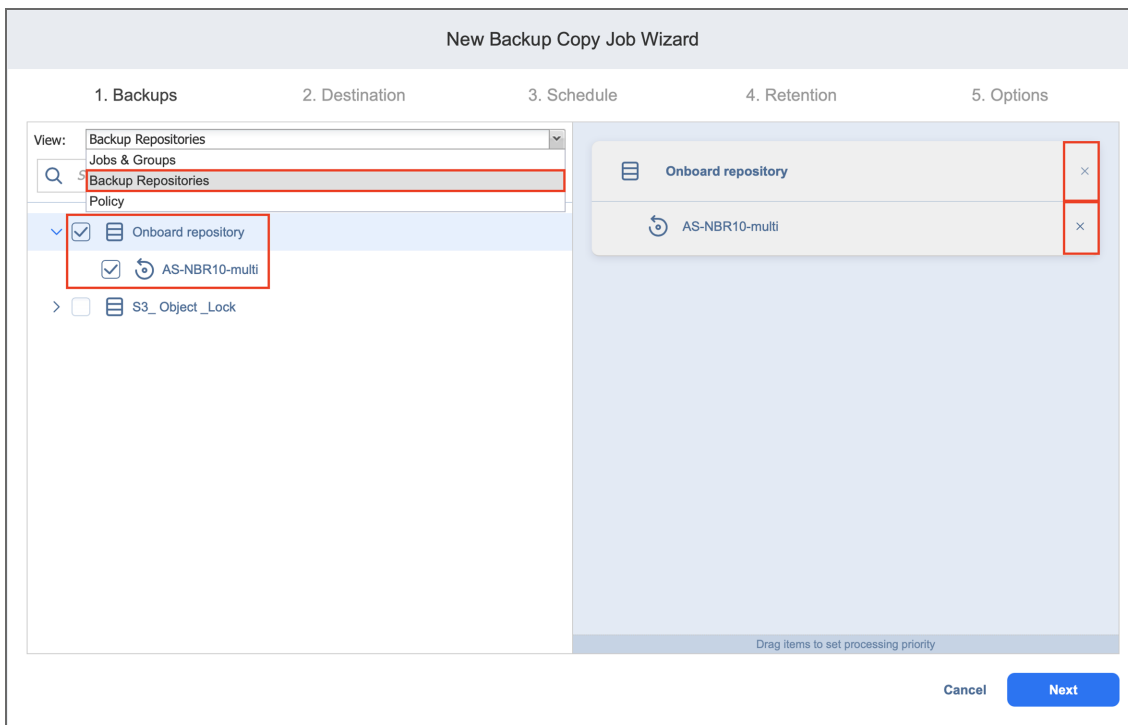 New Backup Copy Job Wizard
1. Backups 2. Destination 3. Schedule 4. Retention 5. Options
View: Backup Repositories
Jobs & Groups
Backup Repositories
Policy
Onboard repository
AS-NBR10-multi
S3_ Object _Lock
Onboard repository
AS-NBR10-multi
Drag items to set processing priority
Cancel Next